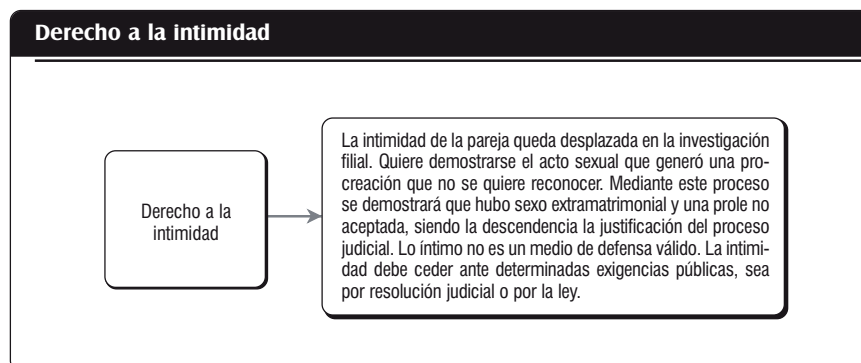 Derecho a la intimidad
Derecho a la
intimidad
La intimidad de la pareja queda desplazada en la investigación
filial. Quiere demostrarse el acto sexual que generó una pro-
creación que no se quiere reconocer. Mediante este proceso
se demostrará que hubo sexo extramatrimonial y una prole no
aceptada, siendo la descendencia la justificación del proceso
judicial. Lo íntimo no es un medio de defensa válido. La intimi-
dad debe ceder ante determinadas exigencias públicas, sea
por resolución judicial o por la ley.